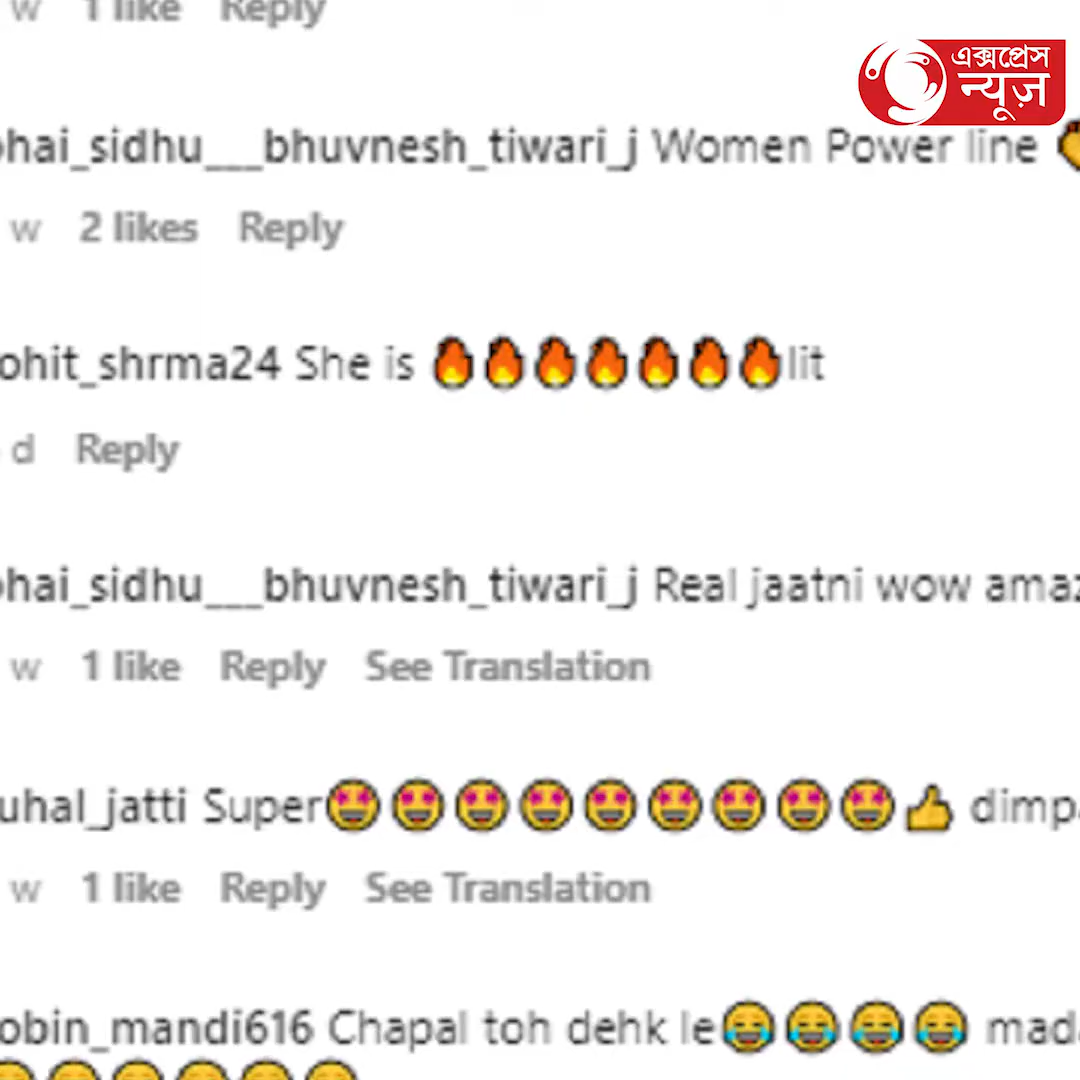 w 1 like Reply
এক্সপ্রেস
न्यूज़
hai_sidhu___bhuvnesh_tiwari_j Women Power line
w 2 likes Reply
ohit_shrma24 She is 🔥🔥🔥🔥🔥🔥🔥lit
d Reply
hai_sidhu___bhuvnesh_tiwari_j Real jaatni wow
w 1 like Reply See Translation
uhal_jatti Super🤩🤩🤩🤩🤩🤩🤩🤩🤩👍
w 1 like Reply See Translation
obin_mandi616 Chapal toh dehk le😂😂😂😂